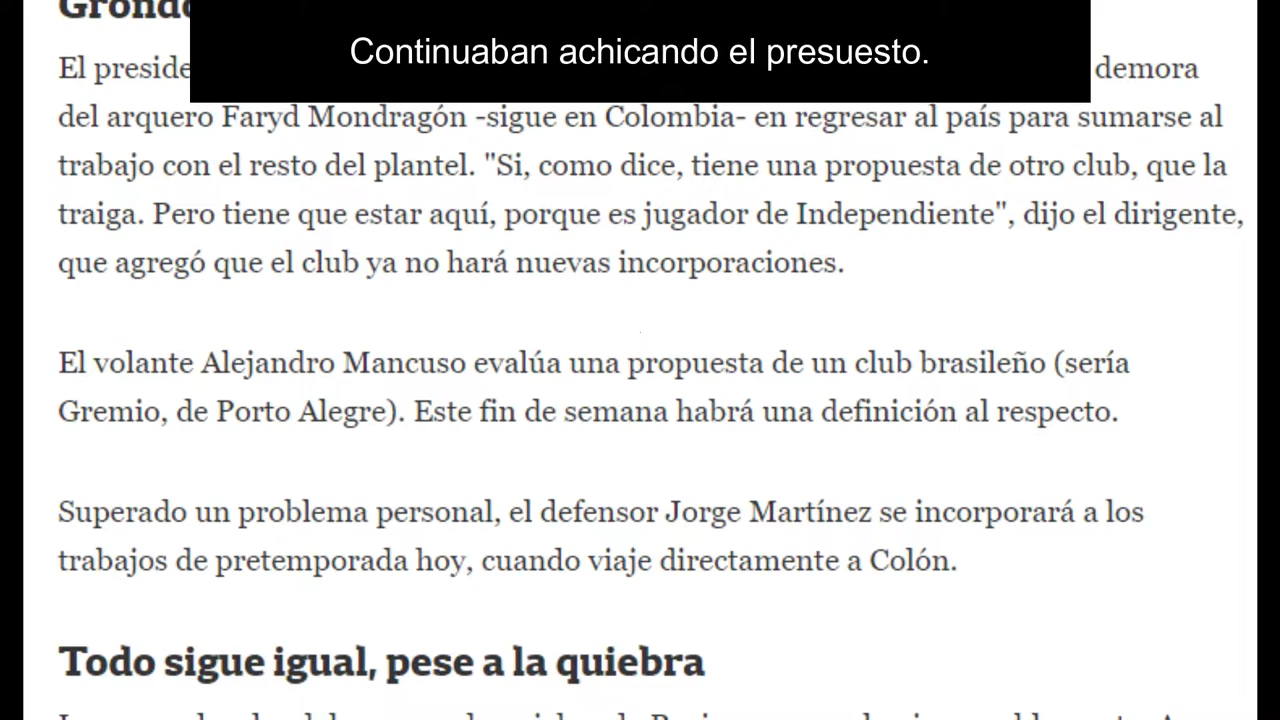 Continuaban achicando el presuesto.
El preside demora
del arquero Faryd Mondragón -sigue en Colombia- en regresar al país para sumarse al
trabajo con el resto del plantel. "Si, como dice, tiene una propuesta de otro club, que la
traiga. Pero tiene que estar aquí, porque es jugador de Independiente", dijo el dirigente,
que agregó que el club ya no hará nuevas incorporaciones.
El volante Alejandro Mancuso evalúa una propuesta de un club brasileño (sería
Gremio, de Porto Alegre). Este fin de semana habrá una definición al respecto.
Superado un problema personal, el defensor Jorge Martínez se incorporará a los
trabajos de pretemporada hoy, cuando viaje directamente a Colón.
Todo sigue igual, pese a la quiebra